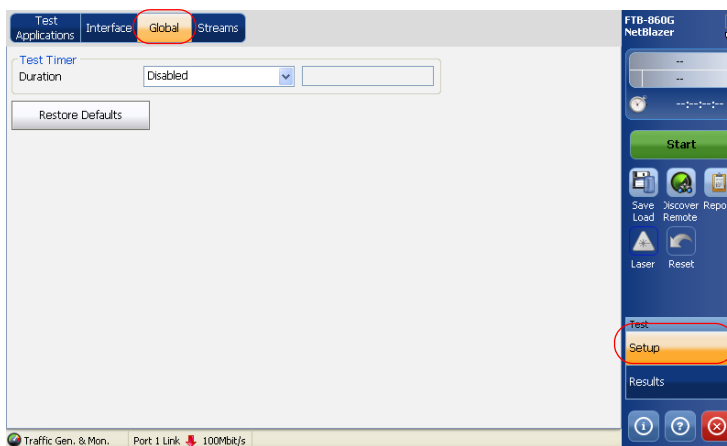 Test Applications
Interface
Global
Streams
Test Timer
Duration
Disabled
Restore Defaults
Traffic Gen. & Mon.
Port 1 Link
100Mbit/s
FTB-860G
NetBlazer
--
--
--:--:--:--
Start
Save Load
Discover Remote
Repo
Laser
Reset
Test
Setup
Results